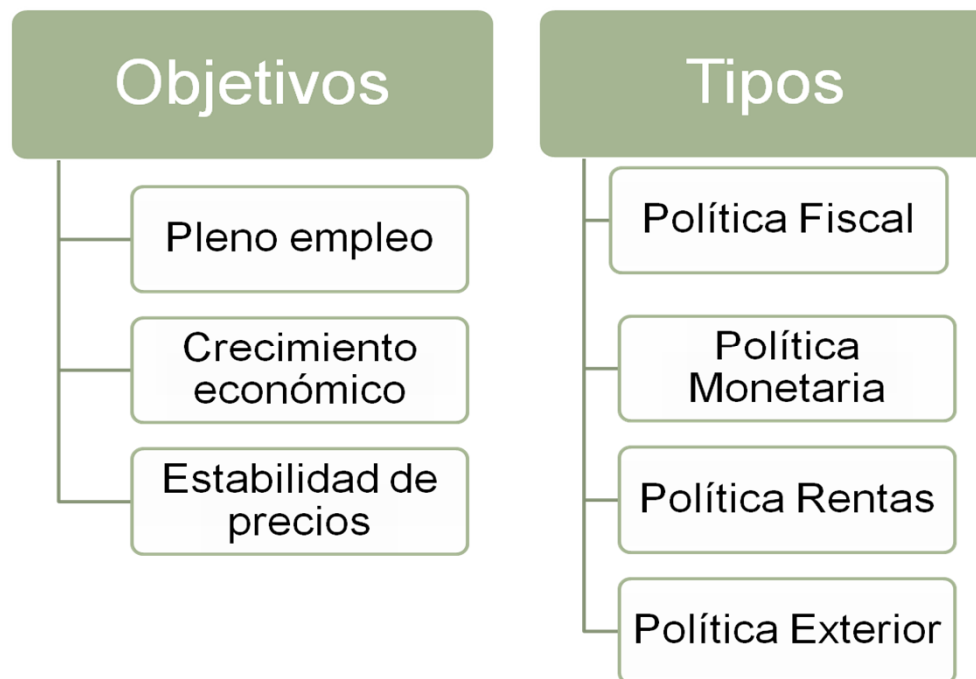 Objetivos
Pleno empleo
Crecimiento
económico
Estabilidad de
precios
Tipos
Política Fiscal
Política
Monetaria
Política Rentas
Política Exterior